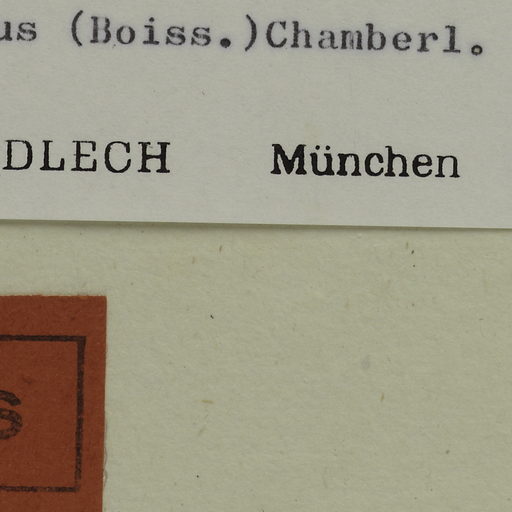 us (Boiss.)Chamberl.
DLECH München
s